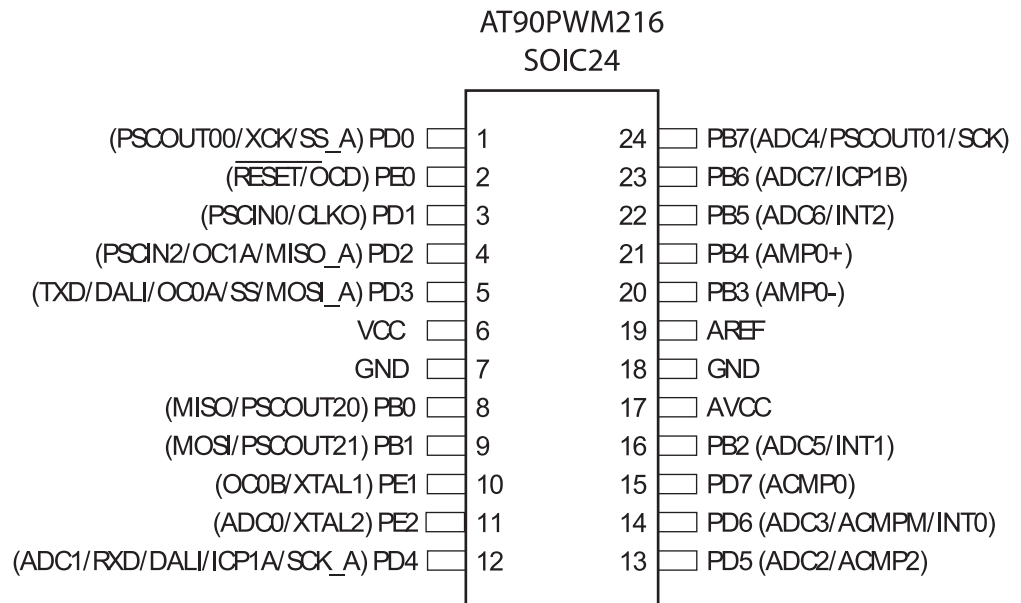 AT90PWM216
SOIC24
(PSCOUT00/XCK/SS_A) PD0 1 24 PB7(ADC4/PSCOUT01/SCK)
(RESET/OCD) PE0 2 23 PB6 (ADC7/ICP1B)
(PSCIN0/CLKO) PD1 3 22 PB5 (ADC6/INT2)
(PSCIN2/OC1A/MISO_A) PD2 4 21 PB4 (AMP0+)
(TXD/DALI/OC0A/SS/MOSI_A) PD3 5 20 PB3 (AMP0-)
VCC 6 19 AREF
GND 7 18 GND
(MISO/PSCOUT20) PB0 8 17 AVCC
(MOSI/PSCOUT21) PB1 9 16 PB2 (ADC5/INT1)
(OC0B/XTAL1) PE1 10 15 PD7 (ACMP0)
(ADC0/XTAL2) PE2 11 14 PD6 (ADC3/ACMPM/INT0)
(ADC1/RXD/DALI/ICP1A/SCK_A) PD4 12 13 PD5 (ADC2/ACMP2)